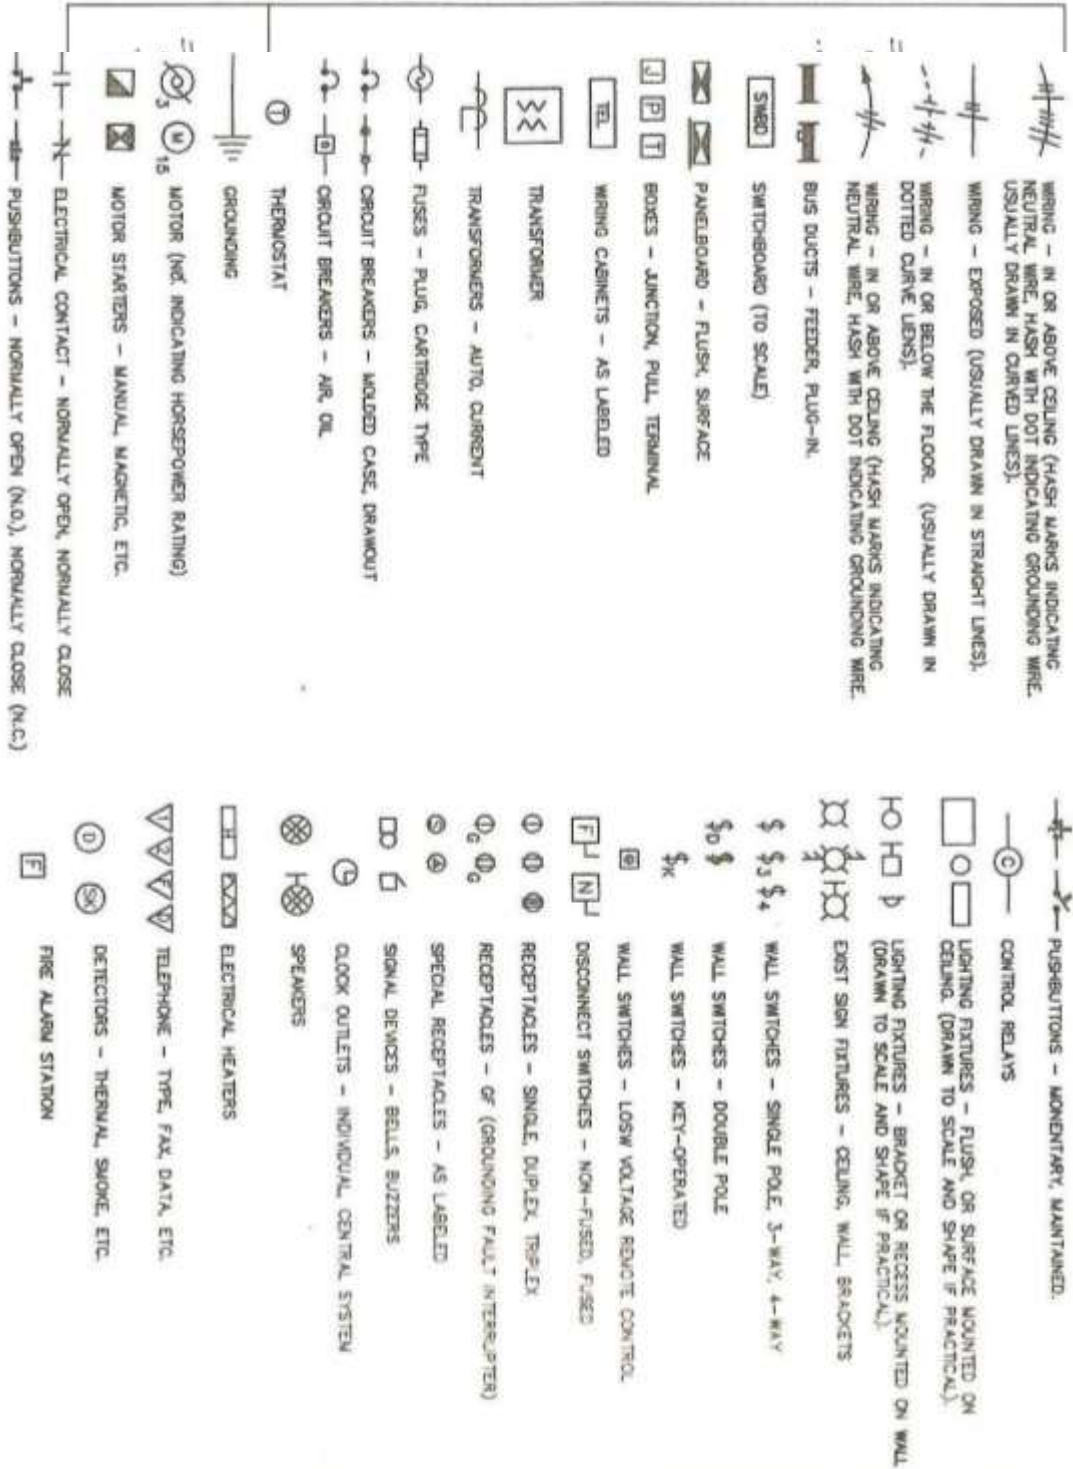 WIRING – IN OR ABOVE CEILING (HASH MARKS INDICATING
NEUTRAL WIRE, HASH WITH DOT INDICATING GROUNDING WIRE.
USUALLY DRAWN IN CURVED LINES).
WIRING – EXPOSED (USUALLY DRAWN IN STRAIGHT LINES).
WIRING – IN OR BELOW THE FLOOR. (USUALLY DRAWN IN
DOTTED CURVE LIENS).
WIRING – IN OR ABOVE CEILING (HASH MARKS INDICATING
NEUTRAL WIRE, HASH WITH DOT INDICATING GROUNDING WIRE.
BUS DUCTS – FEEDER, PLUG-IN.
SWBD SWITCHBOARD (TO SCALE)
PANELBOARD – FLUSH, SURFACE
J P T BOXES – JUNCTION, PULL, TERMINAL
TEL WIRING CABINETS – AS LABELED
TRANSFORMER
TRANSFORMERS – AUTO, CURRENT
FUSES – PLUG, CARTRIDGE TYPE
CIRCUIT BREAKERS – MOLDED CASE, DRAWOUT
CIRCUIT BREAKERS – AIR, OIL
T THERMOSTAT
GROUNDING
3 M 15 MOTOR (NO. INDICATING HORSEPOWER RATING)
MOTOR STARTERS – MANUAL, MAGNETIC, ETC.
ELECTRICAL CONTACT – NORMALLY OPEN, NORMALLY CLOSE
PUSHBUTTONS – NORMALLY OPEN (N.O.), NORMALLY CLOSE (N.C.)
PUSHBUTTONS – MONENTARY, MAINTAINED.
C CONTROL RELAYS
LIGHTING FIXTURES – FLUSH, OR SURFACE MOUNTED ON
CEILING. (DRAWN TO SCALE AND SHAPE IF PRACTICAL).
LIGHTING FIXTURES – BRACKET OR RECESS MOUNTED ON WALL
(DRAWN TO SCALE AND SHAPE IF PRACTICAL).
EXIST SIGN FIXTURES – CEILING, WALL, BRACKETS
$ $3 $4 WALL SWITCHES – SINGLE POLE, 3-WAY, 4-WAY
$D $ WALL SWITCHES – DOUBLE POLE
$K WALL SWITCHES – KEY-OPERATED
WALL SWITCHES – LOSW VOLTAGE REMOTE CONTROL
F N DISCONNECT SWITCHES – NON-FUSED, FUSED
RECEPTACLES – SINGLE, DUPLEX, TRIPLEX
G G RECEPTACLES – GF (GROUNDING FAULT INTERRUPTER)
S A SPECIAL RECEPTACLES – AS LABELED
SIGNAL DEVICES – BELLS, BUZZERS
CLOCK OUTLETS – INDIVIDUAL, CENTRAL SYSTEM
SPEAKERS
H ELECTRICAL HEATERS
TELEPHONE – TYPE, FAX, DATA, ETC.
D SK DETECTORS – THERMAL, SMOKE, ETC.
F FIRE ALARM STATION